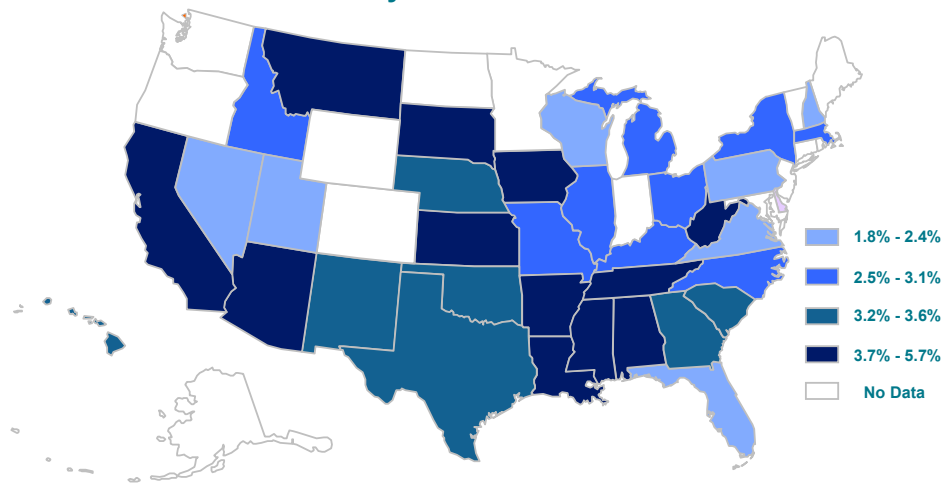 1.8% - 2.4%
2.5% - 3.1%
3.2% - 3.6%
3.7% - 5.7%
No Data